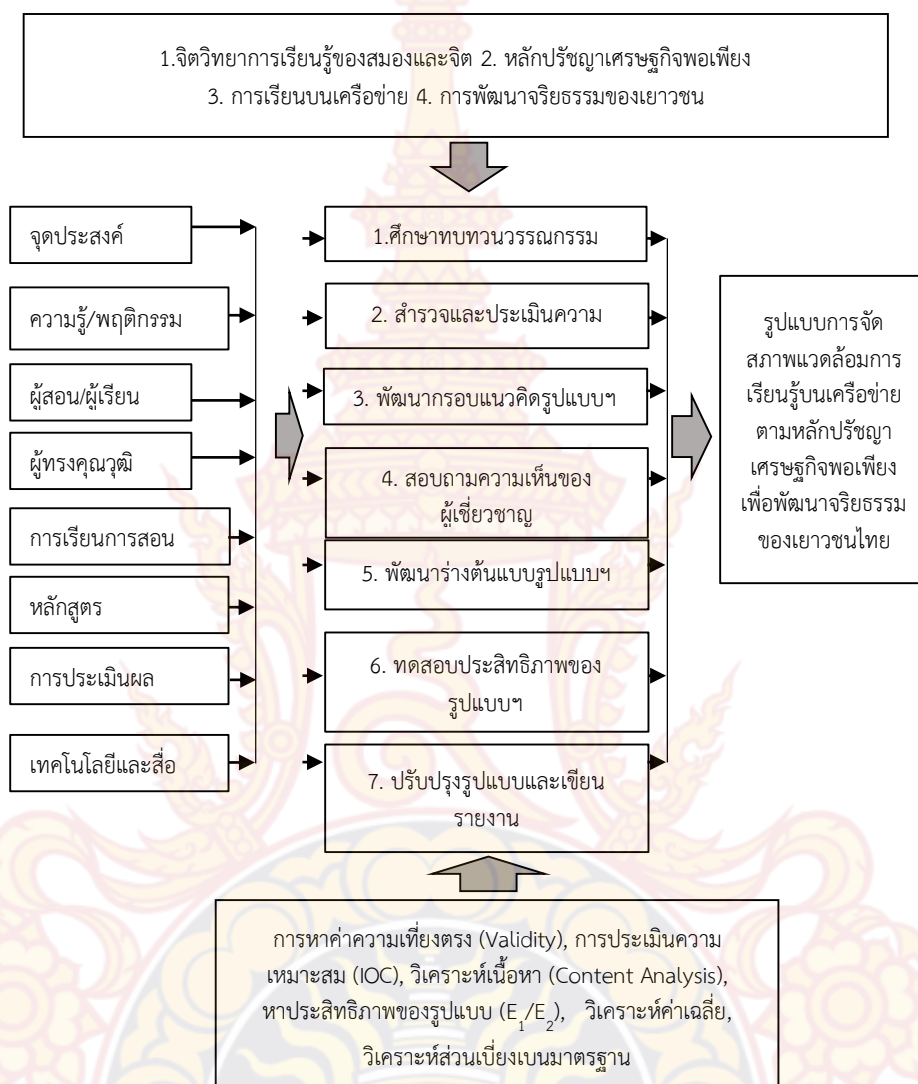 1.จิตวิทยาการเรียนรู้ของสมองและจิต 2. หลักปรัชญาเศรษฐกิจพอเพียง
3. การเรียนบนเครือข่าย 4. การพัฒนาจริยธรรมของเยาวชน
จุดประสงค์
ความรู้/พฤติกรรม
ผู้สอน/ผู้เรียน
ผู้ทรงคุณวุฒิ
การเรียนการสอน
หลักสูตร
การประเมินผล
เทคโนโลยีและสื่อ
1.ศึกษาทบทวนวรรณกรรม
2. สำรวจและประเมินความ
3. พัฒนากรอบแนวคิดรูปแบบฯ
4. สอบถามความเห็นของ
ผู้เชี่ยวชาญ
5. พัฒนาร่างต้นแบบรูปแบบฯ
6. ทดสอบประสิทธิภาพของ
รูปแบบฯ
7. ปรับปรุงรูปแบบและเขียน
รายงาน
รูปแบบการจัด
สภาพแวดล้อมการ
เรียนรู้บนเครือข่าย
ตามหลักปรัชญา
เศรษฐกิจพอเพียง
เพื่อพัฒนาจริยธรรม
ของเยาวชนไทย
การหาค่าความเที่ยงตรง (Validity), การประเมินความ
เหมาะสม (IOC), วิเคราะห์เนื้อหา (Content Analysis),
หาประสิทธิภาพของรูปแบบ (E₁/E₂), วิเคราะห์ค่าเฉลี่ย,
วิเคราะห์ส่วนเบี่ยงเบนมาตรฐาน